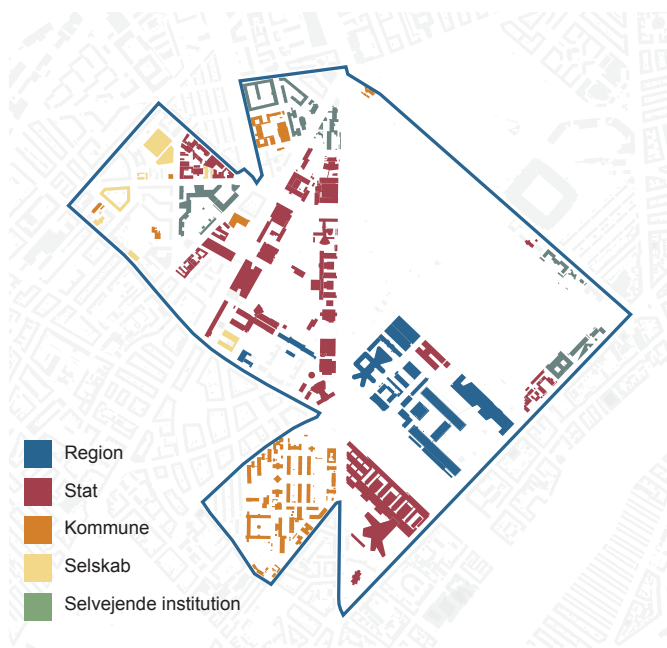 Region
Stat
Kommune
Selskab
Selvejende institution